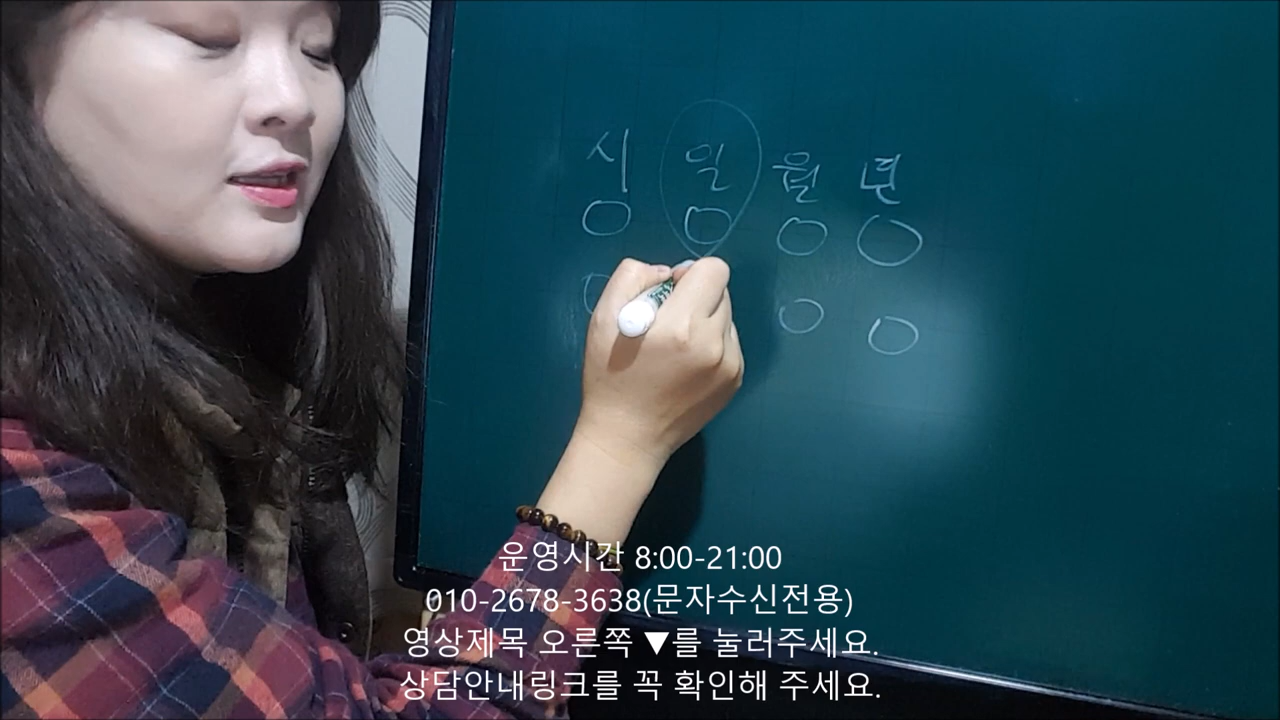 시 일 월 년
운영시간 8:00-21:00
010-2678-3638(문자수신전용)
영상제목 오른쪽 ▼를 눌러주세요.
상담안내링크를 꼭 확인해 주세요.